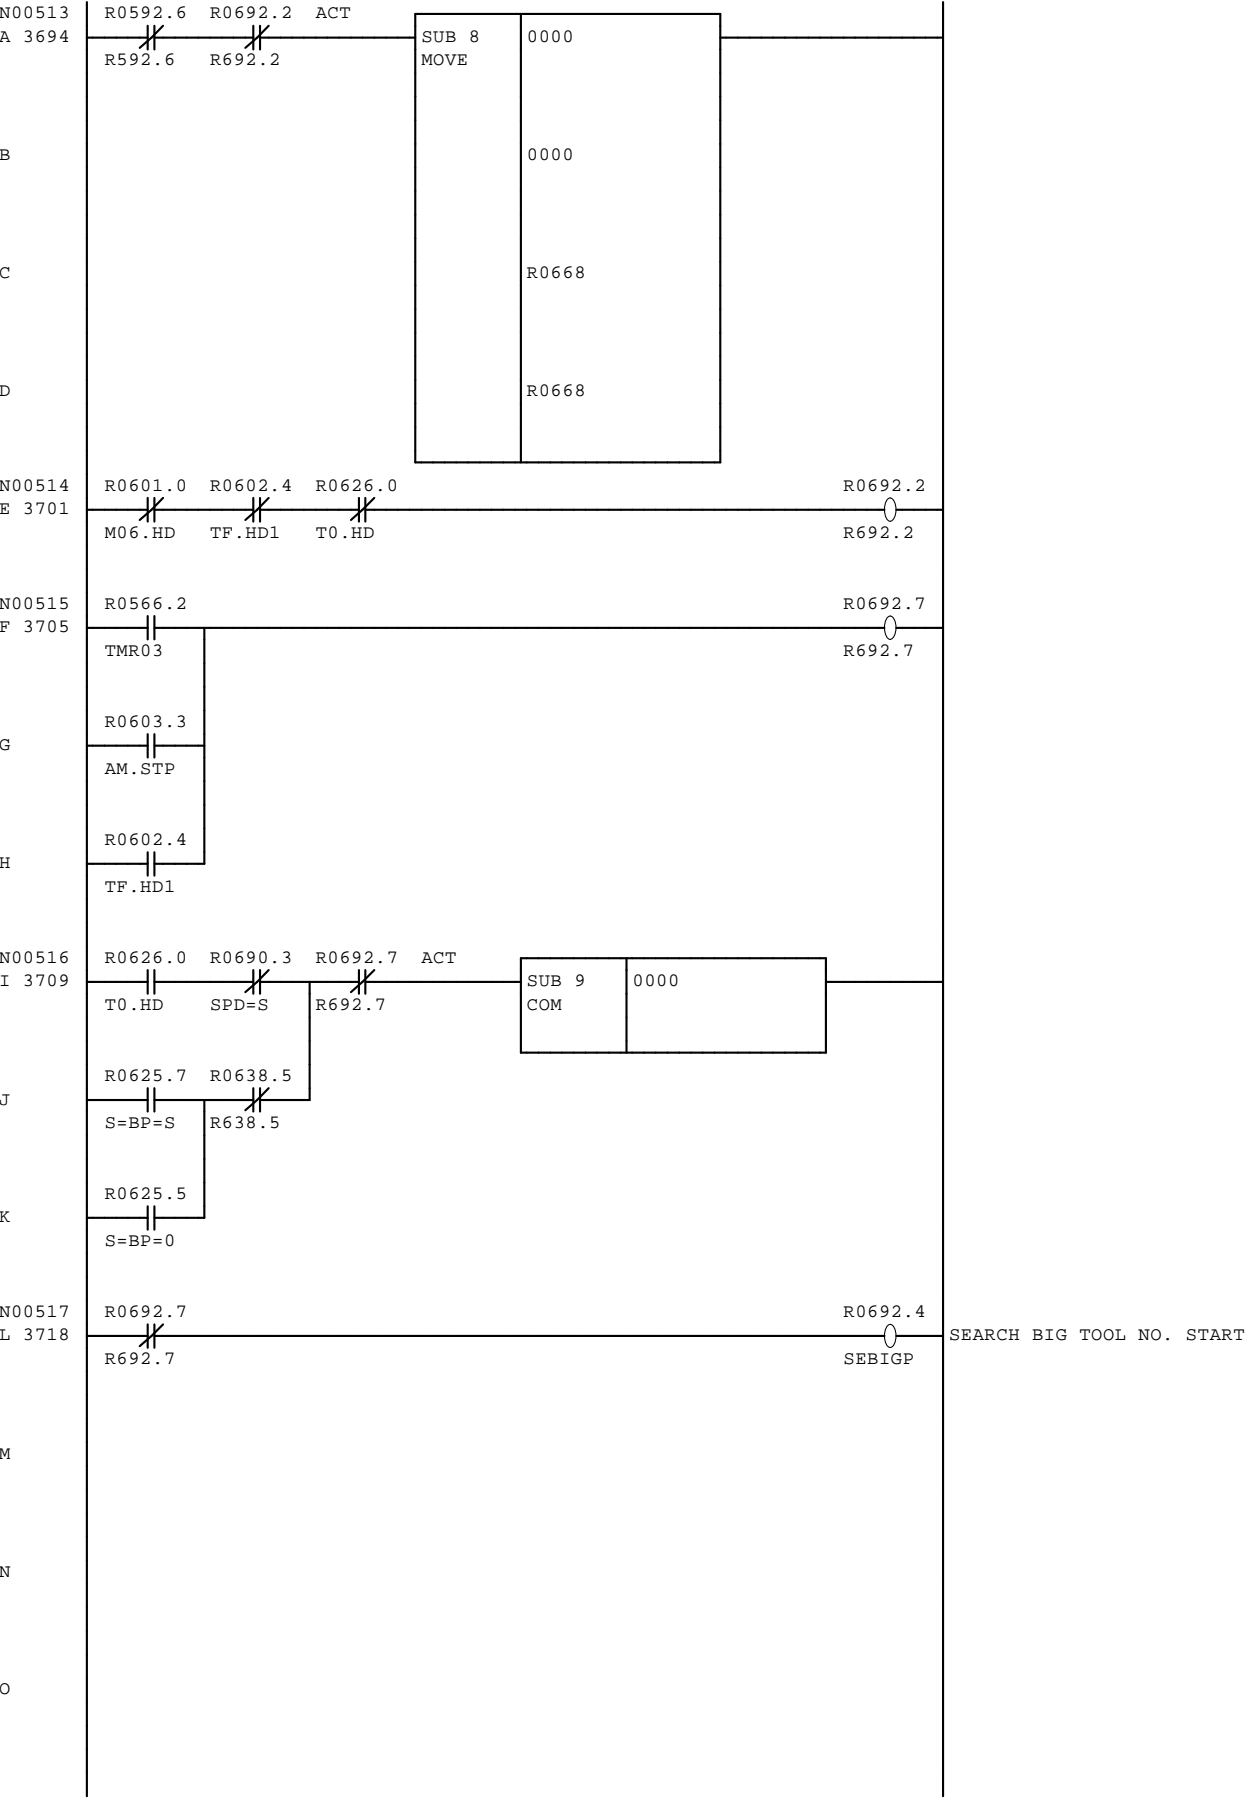 N00513 R0592.6 R0692.2 ACT
A 3694 SUB 8 0000
R592.6 R692.2 MOVE
B 0000
C R0668
D R0668
N00514 R0601.0 R0602.4 R0626.0 R0692.2
E 3701
M06.HD TF.HD1 T0.HD R692.2
N00515 R0566.2 R0692.7
F 3705
TMR03 R692.7
R0603.3
G
AM.STP
R0602.4
H
TF.HD1
N00516 R0626.0 R0690.3 R0692.7 ACT
I 3709 SUB 9 0000
T0.HD SPD=S R692.7 COM
R0625.7 R0638.5
J
S=BP=S R638.5
R0625.5
K
S=BP=0
N00517 R0692.7 R0692.4
L 3718 SEARCH BIG TOOL NO. START
R692.7 SEBIGP
M
N
O